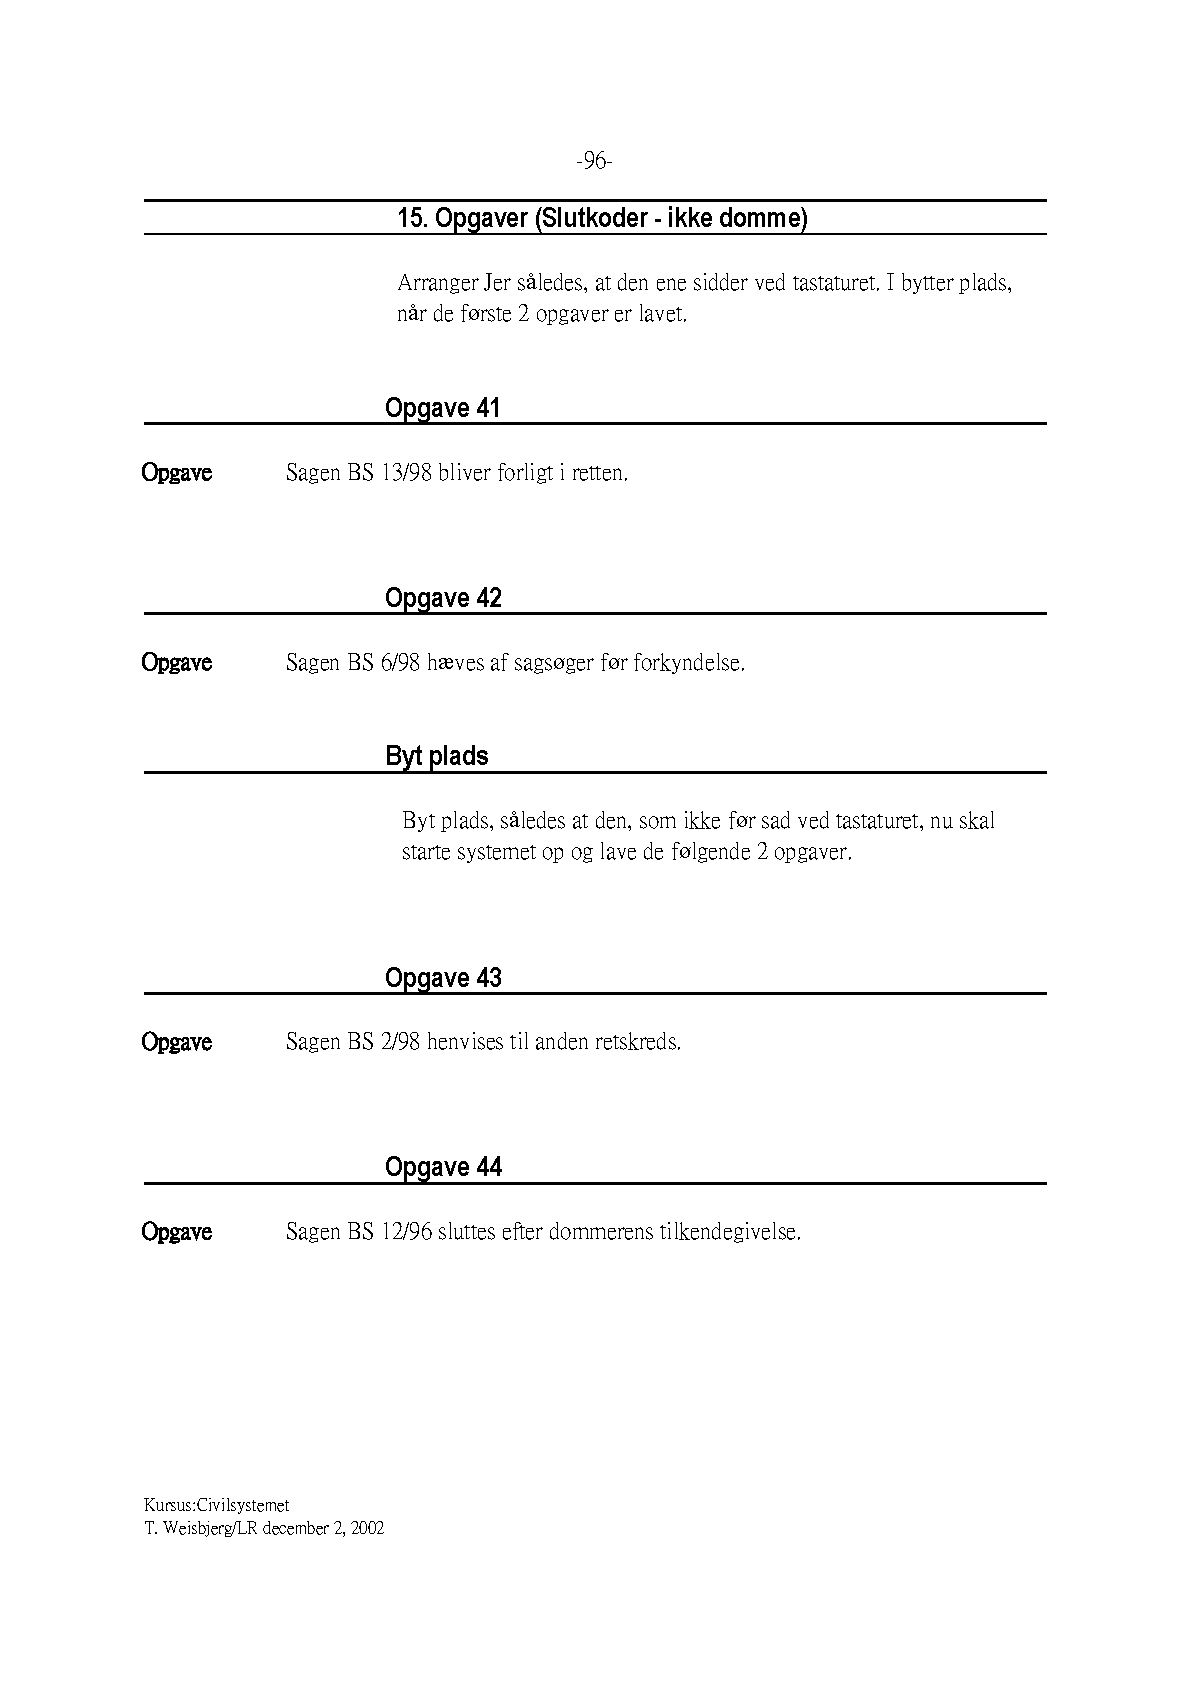 -96-
15. Opgaver (Slutkoder - ikke domme)
Arranger Jer således, at den ene sidder ved tastaturet. I bytter plads,
når de første 2 opgaver er lavet.
Opgave 41
Opgave Sagen BS 13/98 bliver forligt i retten.
Opgave 42
Opgave Sagen BS 6/98 hæves af sagsøger før forkyndelse.
Byt plads
Byt plads, således at den, som ikke før sad ved tastaturet, nu skal
starte systemet op og lave de følgende 2 opgaver.
Opgave 43
Opgave Sagen BS 2/98 henvises til anden retskreds.
Opgave 44
Opgave Sagen BS 12/96 sluttes efter dommerens tilkendegivelse.
Kursus:Civilsystemet
T. Weisbjerg/LR december 2, 2002